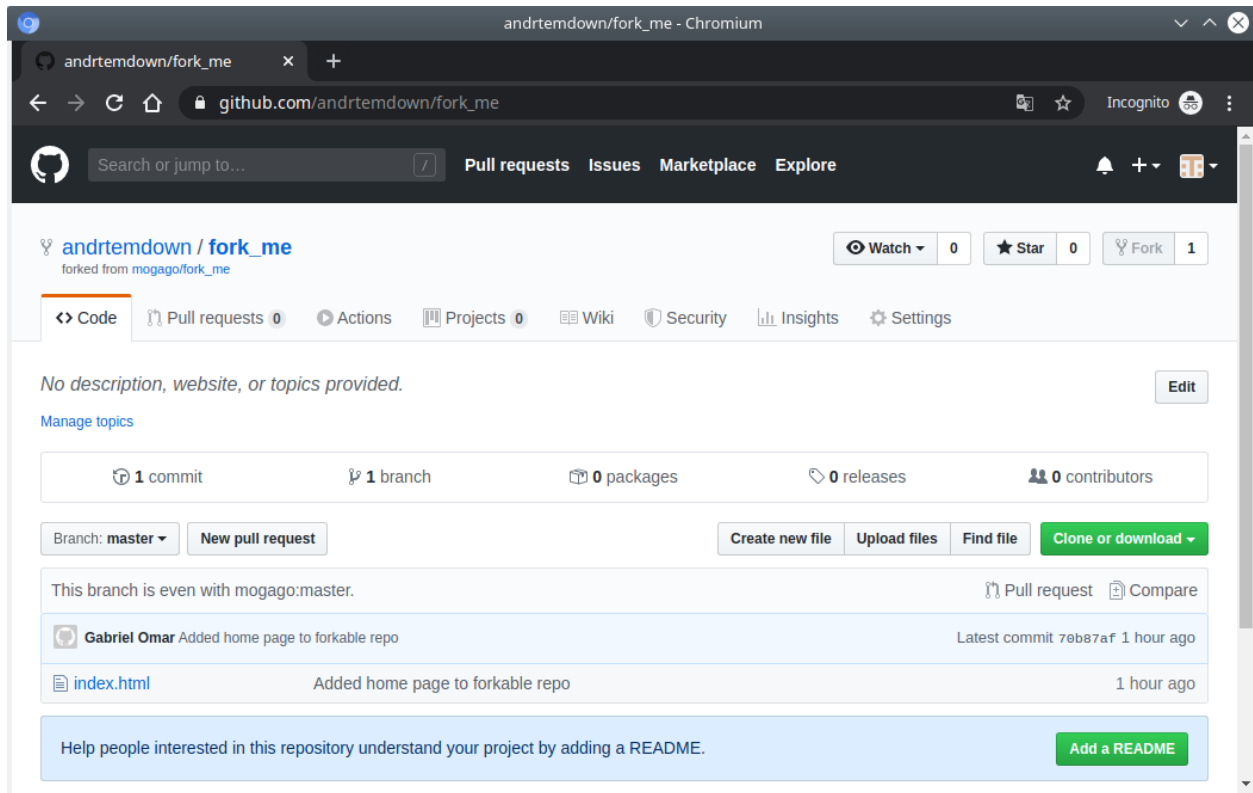 andrtemdown/fork_me - Chromium
andrtemdown/fork_me
github.com/andrtemdown/fork_me Incognito
Search or jump to... / Pull requests Issues Marketplace Explore
andrtemdown / fork_me Watch 0 Star 0 Fork 1
forked from mogago/fork_me
<> Code Pull requests 0 Actions Projects 0 Wiki Security Insights Settings
No description, website, or topics provided. Edit
Manage topics
1 commit 1 branch 0 packages 0 releases 0 contributors
Branch: master New pull request Create new file Upload files Find file Clone or download
This branch is even with mogago:master. Pull request Compare
Gabriel Omar Added home page to forkable repo Latest commit 70b87af 1 hour ago
index.html Added home page to forkable repo 1 hour ago
Help people interested in this repository understand your project by adding a README. Add a README